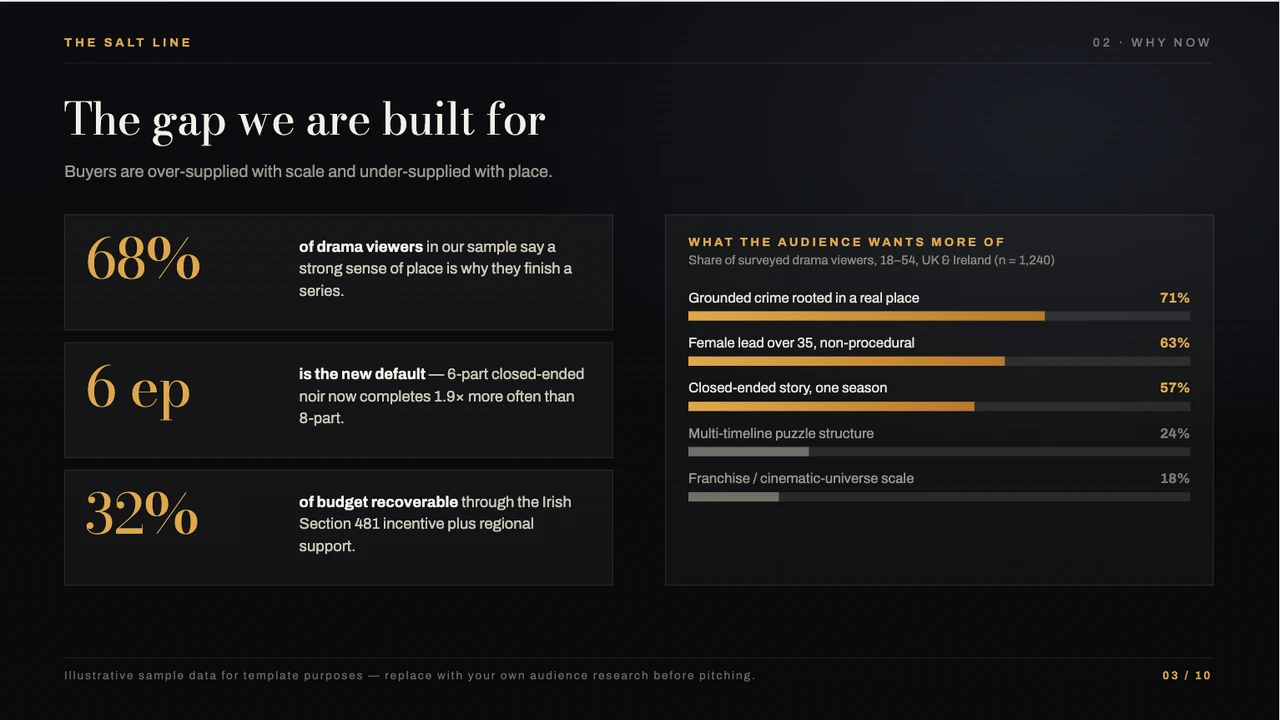 THE SALT LINE
02 · WHY NOW
The gap we are built for
Buyers are over-supplied with scale and under-supplied with place.
68%
of drama viewers in our sample say a
strong sense of place is why they finish a
series.
6 ep
is the new default — 6-part closed-ended
noir now completes 1.9× more often than
8-part.
32%
of budget recoverable through the Irish
Section 481 incentive plus regional
support.
WHAT THE AUDIENCE WANTS MORE OF
Share of surveyed drama viewers, 18–54, UK & Ireland (n = 1,240)
Grounded crime rooted in a real place 71%
Female lead over 35, non-procedural 63%
Closed-ended story, one season 57%
Multi-timeline puzzle structure 24%
Franchise / cinematic-universe scale 18%
Illustrative sample data for template purposes — replace with your own audience research before pitching.
03 / 10